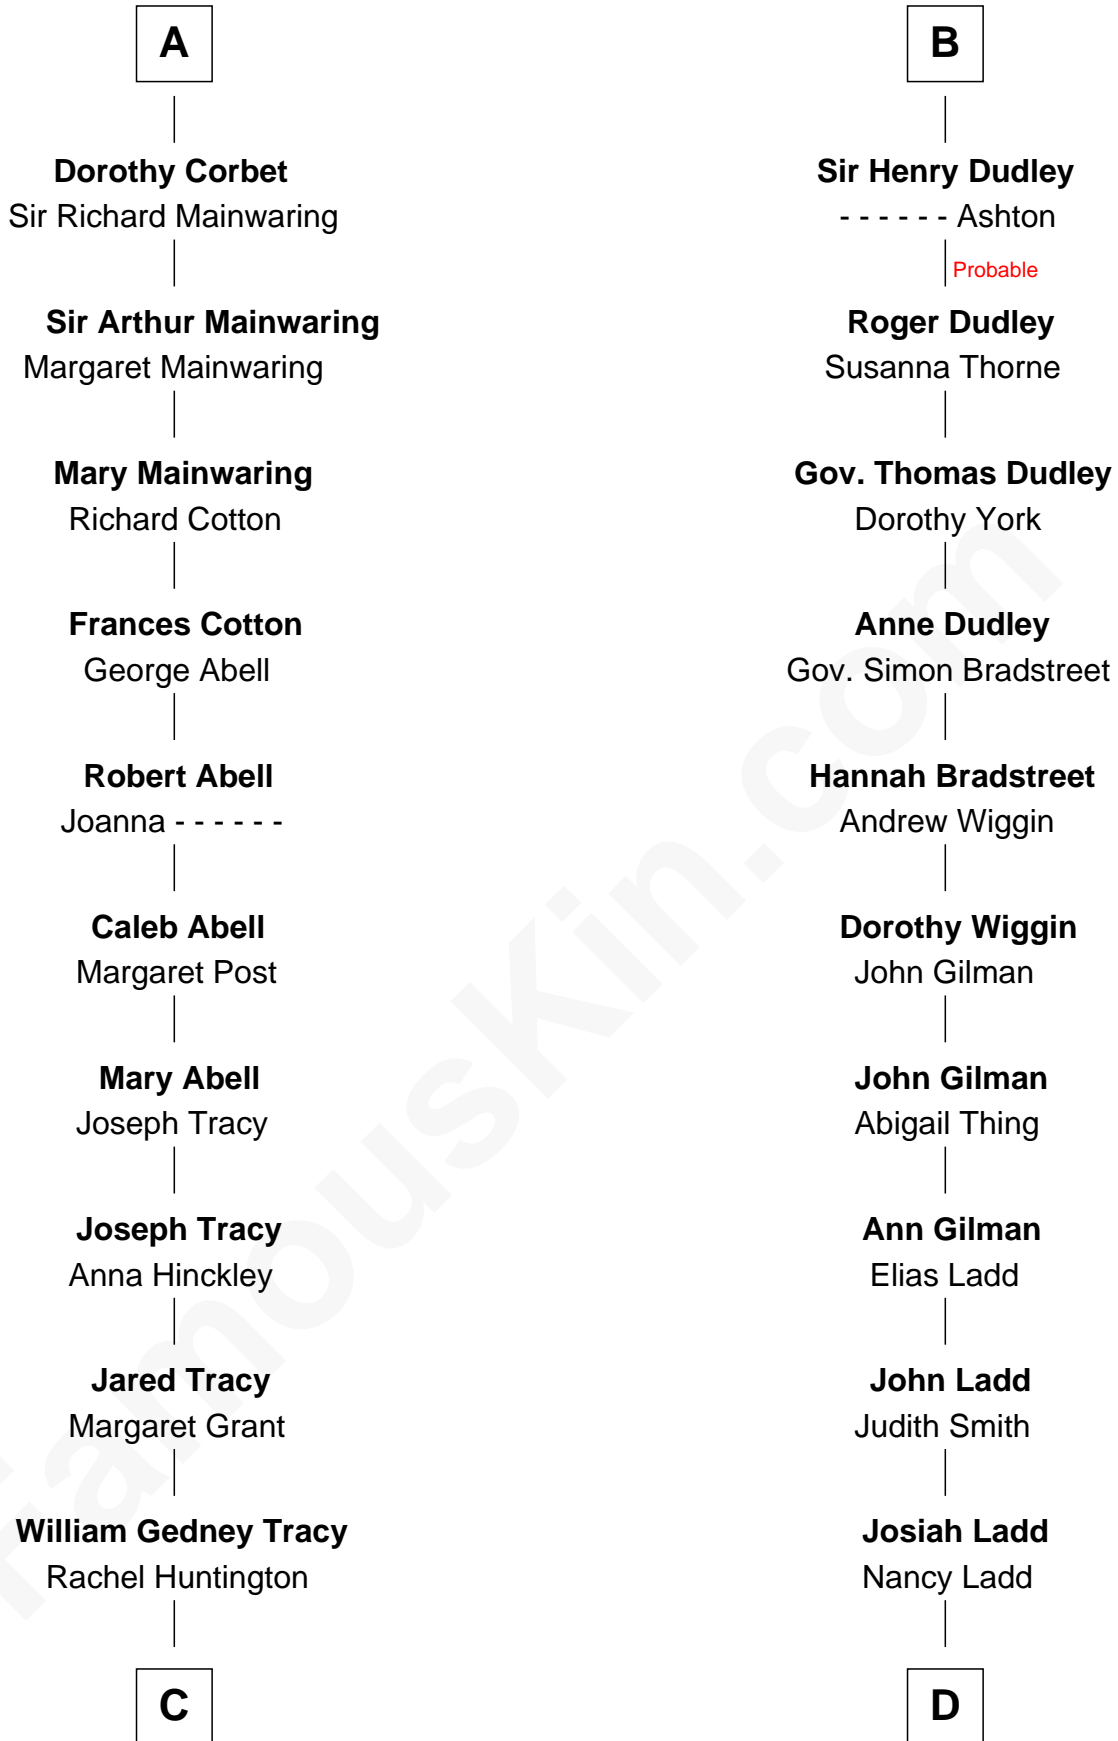 A
Dorothy Corbet
Sir Richard Mainwaring
Sir Arthur Mainwaring
Margaret Mainwaring
Mary Mainwaring
Richard Cotton
Frances Cotton
George Abell
Robert Abell
Joanna - - - - - -
Caleb Abell
Margaret Post
Mary Abell
Joseph Tracy
Joseph Tracy
Anna Hinckley
Jared Tracy
Margaret Grant
William Gedney Tracy
Rachel Huntington
C
B
Sir Henry Dudley
- - - - - - Ashton
Probable
Roger Dudley
Susanna Thorne
Gov. Thomas Dudley
Dorothy York
Anne Dudley
Gov. Simon Bradstreet
Hannah Bradstreet
Andrew Wiggin
Dorothy Wiggin
John Gilman
John Gilman
Abigail Thing
Ann Gilman
Elias Ladd
John Ladd
Judith Smith
Josiah Ladd
Nancy Ladd
D
FamousKin.com